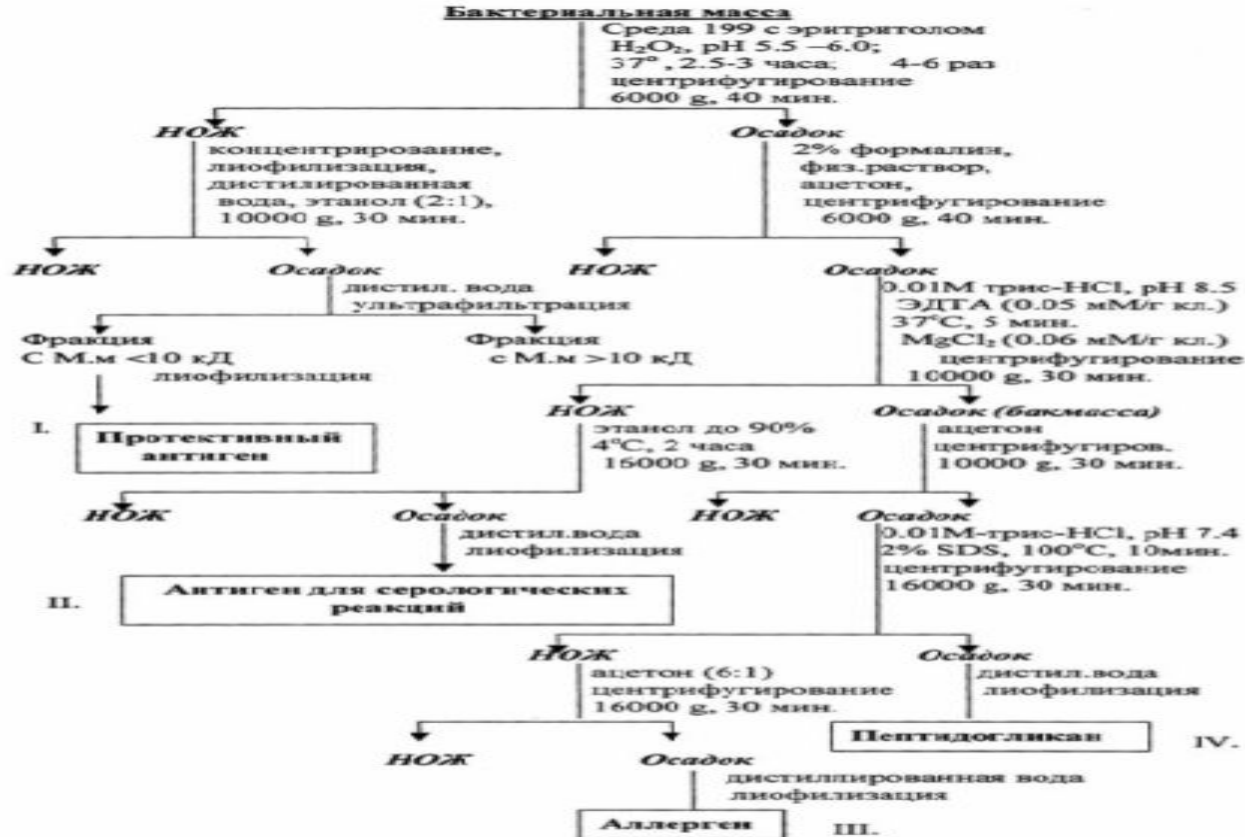 Бактериальная масса
Среда 199 с эритритолом
H₂O₂, pH 5.5 –6.0;
37°, 2.5-3 часа; 4-6 раз
центрифугирование
6000 g, 40 мин.
НОЖ
Осадок
концентрирование,
лиофилизация,
дистилированная
вода, этанол (2:1),
10000 g, 30 мин.
2% формалин,
физ.раствор,
ацетон,
центрифугирование
6000 g, 40 мин.
НОЖ
Осадок
НОЖ
Осадок
дистил. вода
ультрафильтрация
0.01М трис-HCl, pH 8.5
ЭДТА (0.05 мМ/г кл.)
37°С, 5 мин.
MgCl₂ (0.06 мМ/г кл.)
центрифугирование
10000 g, 30 мин.
Фракция
С М.м <10 кД
Фракция
с М.м >10 кД
лиофилизация
НОЖ
Осадок (бакмасса)
I.
Протективный
антиген
этанол до 90%
4°С, 2 часа
16000 g, 30 мин.
ацетон
центрифугиров.
10000 g, 30 мин.
НОЖ
Осадок
НОЖ
Осадок
дистил.вода
лиофилизация
0.01М-трис-HCl, pH 7.4
2% SDS, 100°С, 10мин.
центрифугирование
16000 g, 30 мин.
II.
Антиген для серологических
реакций
НОЖ
Осадок
ацетон (6:1)
центрифугирование
16000 g, 30 мин.
дистил.вода
лиофилизация
Пептидогликан
IV.
НОЖ
Осадок
дистиллированная вода
лиофилизация
Аллерген
III.